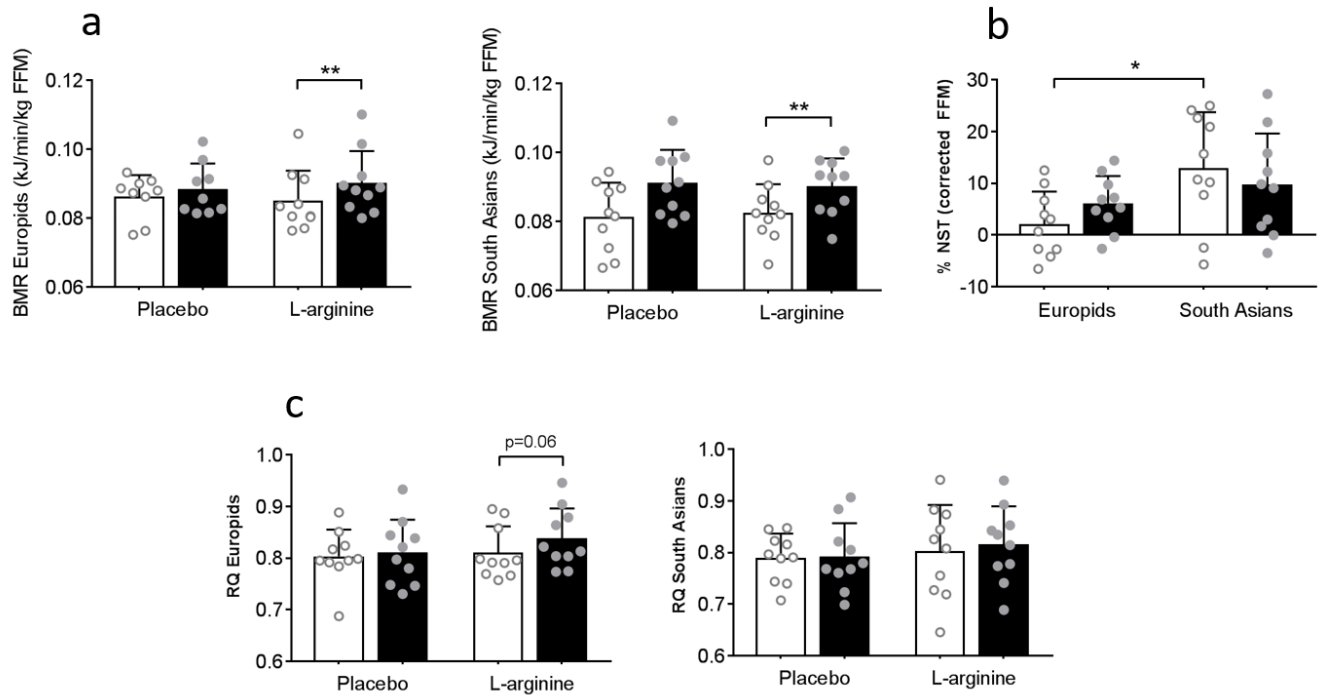 a
BMR Europids (kJ/min/kg FFM)
0.12
0.10
0.08
0.06
**
Placebo
L-arginine
BMR South Asians (kJ/min/kg FFM)
0.12
0.10
0.08
0.06
**
Placebo
L-arginine
b
% NST (corrected FFM)
30
20
10
0
-10
*
Europids
South Asians
c
RQ Europids
1.0
0.9
0.8
0.7
0.6
p=0.06
Placebo
L-arginine
RQ South Asians
1.0
0.9
0.8
0.7
0.6
Placebo
L-arginine